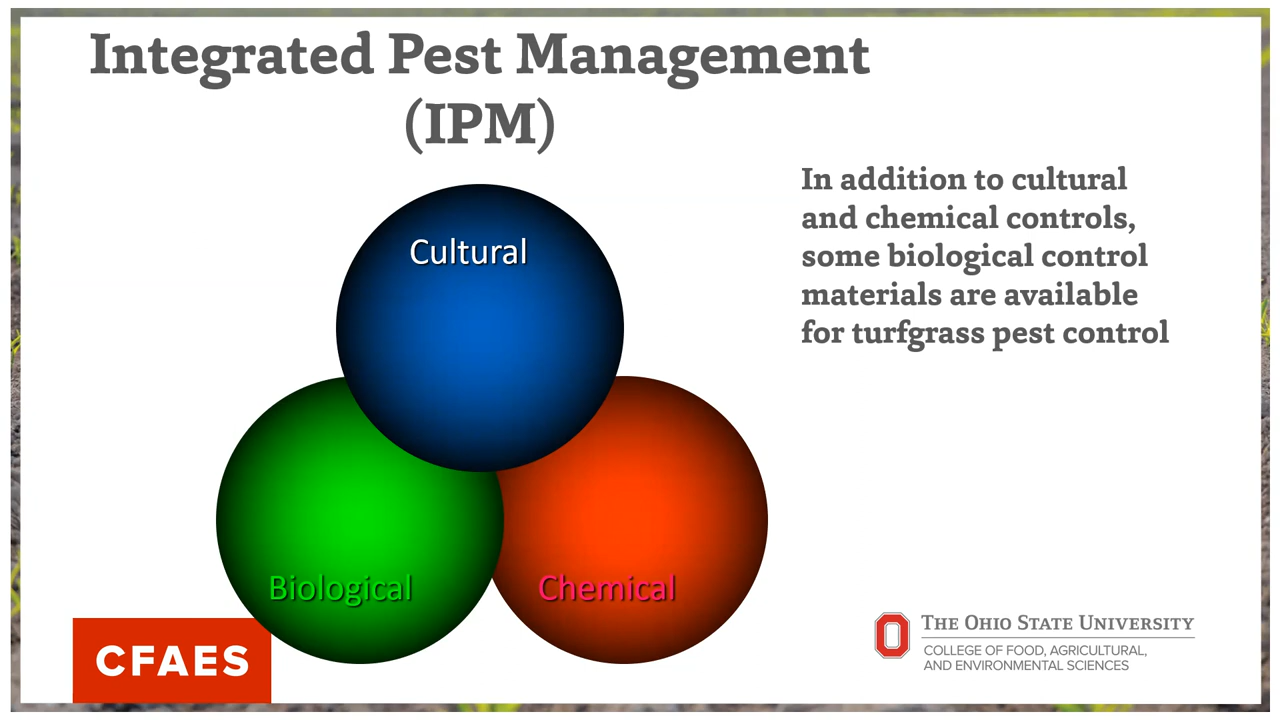 Integrated Pest Management
(IPM)
In addition to cultural
and chemical controls,
some biological control
materials are available
for turfgrass pest control
Cultural
Biological
Chemical
CFAES
THE OHIO STATE UNIVERSITY
COLLEGE OF FOOD, AGRICULTURAL,
AND ENVIRONMENTAL SCIENCES